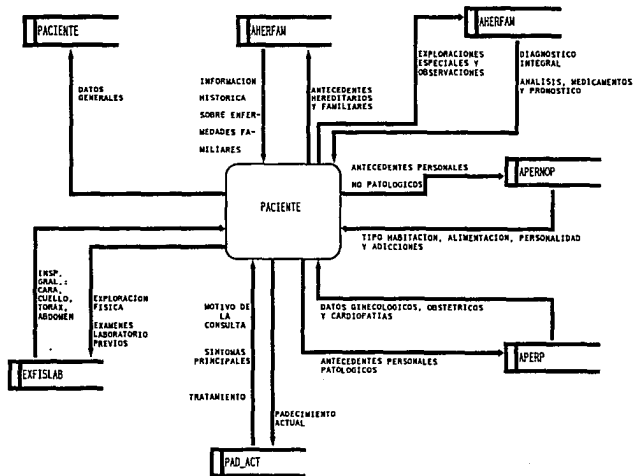 PACIENTE
AHERFAM
AHERFAM
DATOS
GENERALES
INFORMACION
HISTORICA
SOBRE ENFER-
MEDADES FA-
MILIARES
ANTECEDENTES
HEREDITARIOS
Y FAMILIARES
EXPLORACIONES
ESPECIALES Y
OBSERVACIONES
DIAGNOSTICO
INTEGRAL
ANALISIS, MEDICAMENTOS
Y PRONOSTICO
PACIENTE
ANTECEDENTES PERSONALES
NO PATOLOGICOS
APERNOP
TIPO HABITACION, ALIMENTACION, PERSONALIDAD
Y ADICCIONES
INSP.
GRAL.:
CARA,
CUELLO,
TORAX,
ABDOMEN
EXPLORACION
FISICA
EXAMENES
LABORATORIO
PREVIOS
EXFISLAB
MOTIVO DE
LA
CONSULTA
SINTOMAS
PRINCIPALES
TRATAMIENTO
PADECIMIENTO
ACTUAL
PAD_ACT
DATOS GINECOLOGICOS, OBSTETRICOS
Y CARDIOPATIAS
ANTECEDENTES PERSONALES
PATOLOGICOS
APERP